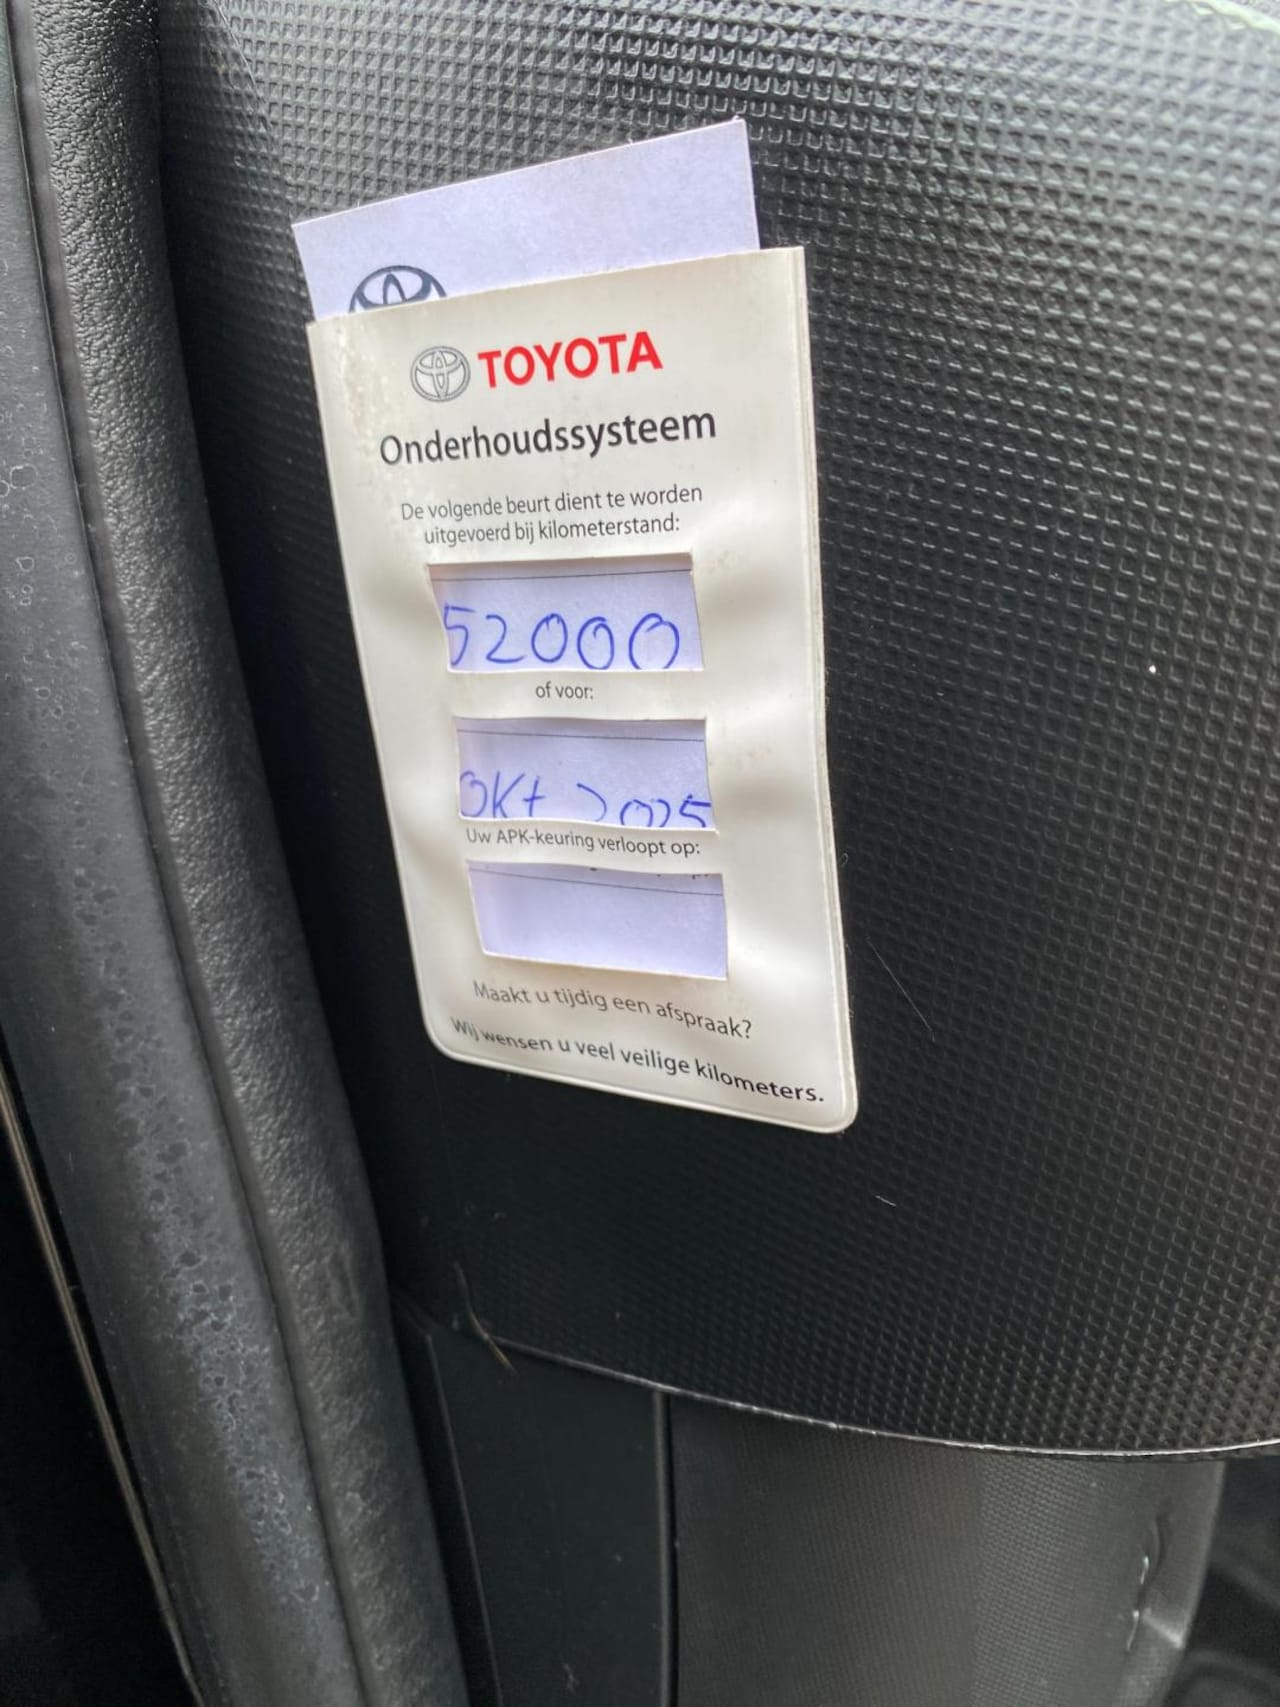 TOYOTA
Onderhoudssysteem
De volgende beurt dient te worden
uitgevoerd bij kilometerstand:
52000
of voor:
Okt 2025
Uw APK-keuring verloopt op:
Maakt u tijdig een afspraak?
Wij wensen u veel veilige kilometers.